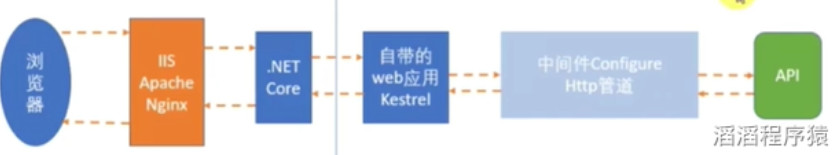 浏
览
器
IIS
Apache
Nginx
.NET
Core
自带的
web应用
Kestrel
中间件Configure
Http管道
API
滔滔程序猿